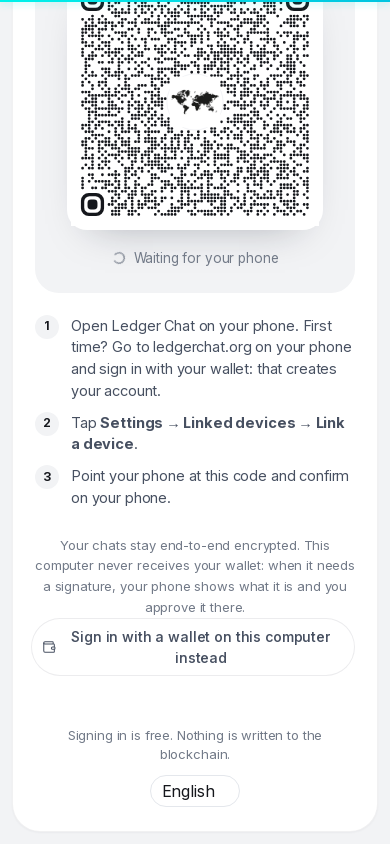 Waiting for your phone
1
Open Ledger Chat on your phone. First
time? Go to ledgerchat.org on your phone
and sign in with your wallet: that creates
your account.
2
Tap Settings → Linked devices → Link
a device.
3
Point your phone at this code and confirm
on your phone.
Your chats stay end-to-end encrypted. This
computer never receives your wallet: when it needs
a signature, your phone shows what it is and you
approve it there.
Sign in with a wallet on this computer
instead
Signing in is free. Nothing is written to the
blockchain.
English